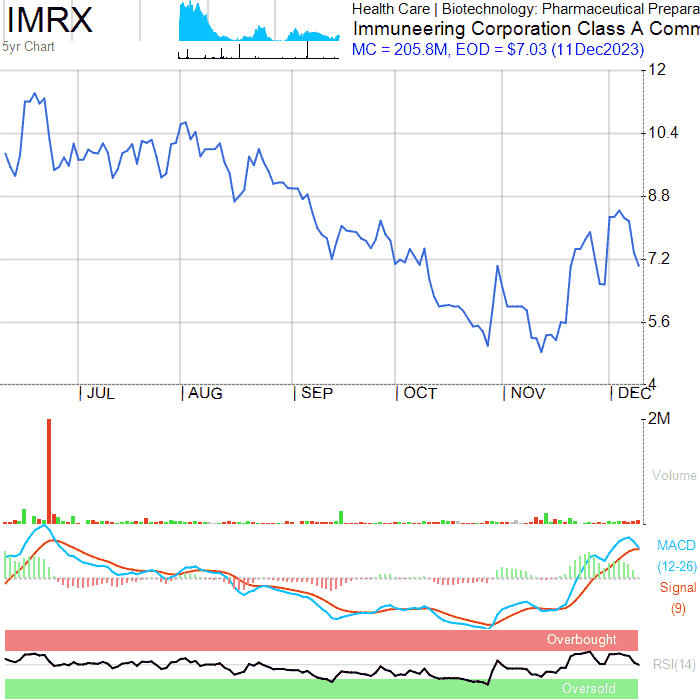 IMRX
5yr Chart
Health Care | Biotechnology: Pharmaceutical Prepara
Immuneering Corporation Class A Comm
MC = 205.8M, EOD = $7.03 (11Dec2023)
12
10.4
8.8
7.2
5.6
4
JUL AUG SEP OCT NOV DEC
2M
Volume
MACD
(12-26)
Signal
(9)
Overbought
RSI(14)
Oversold